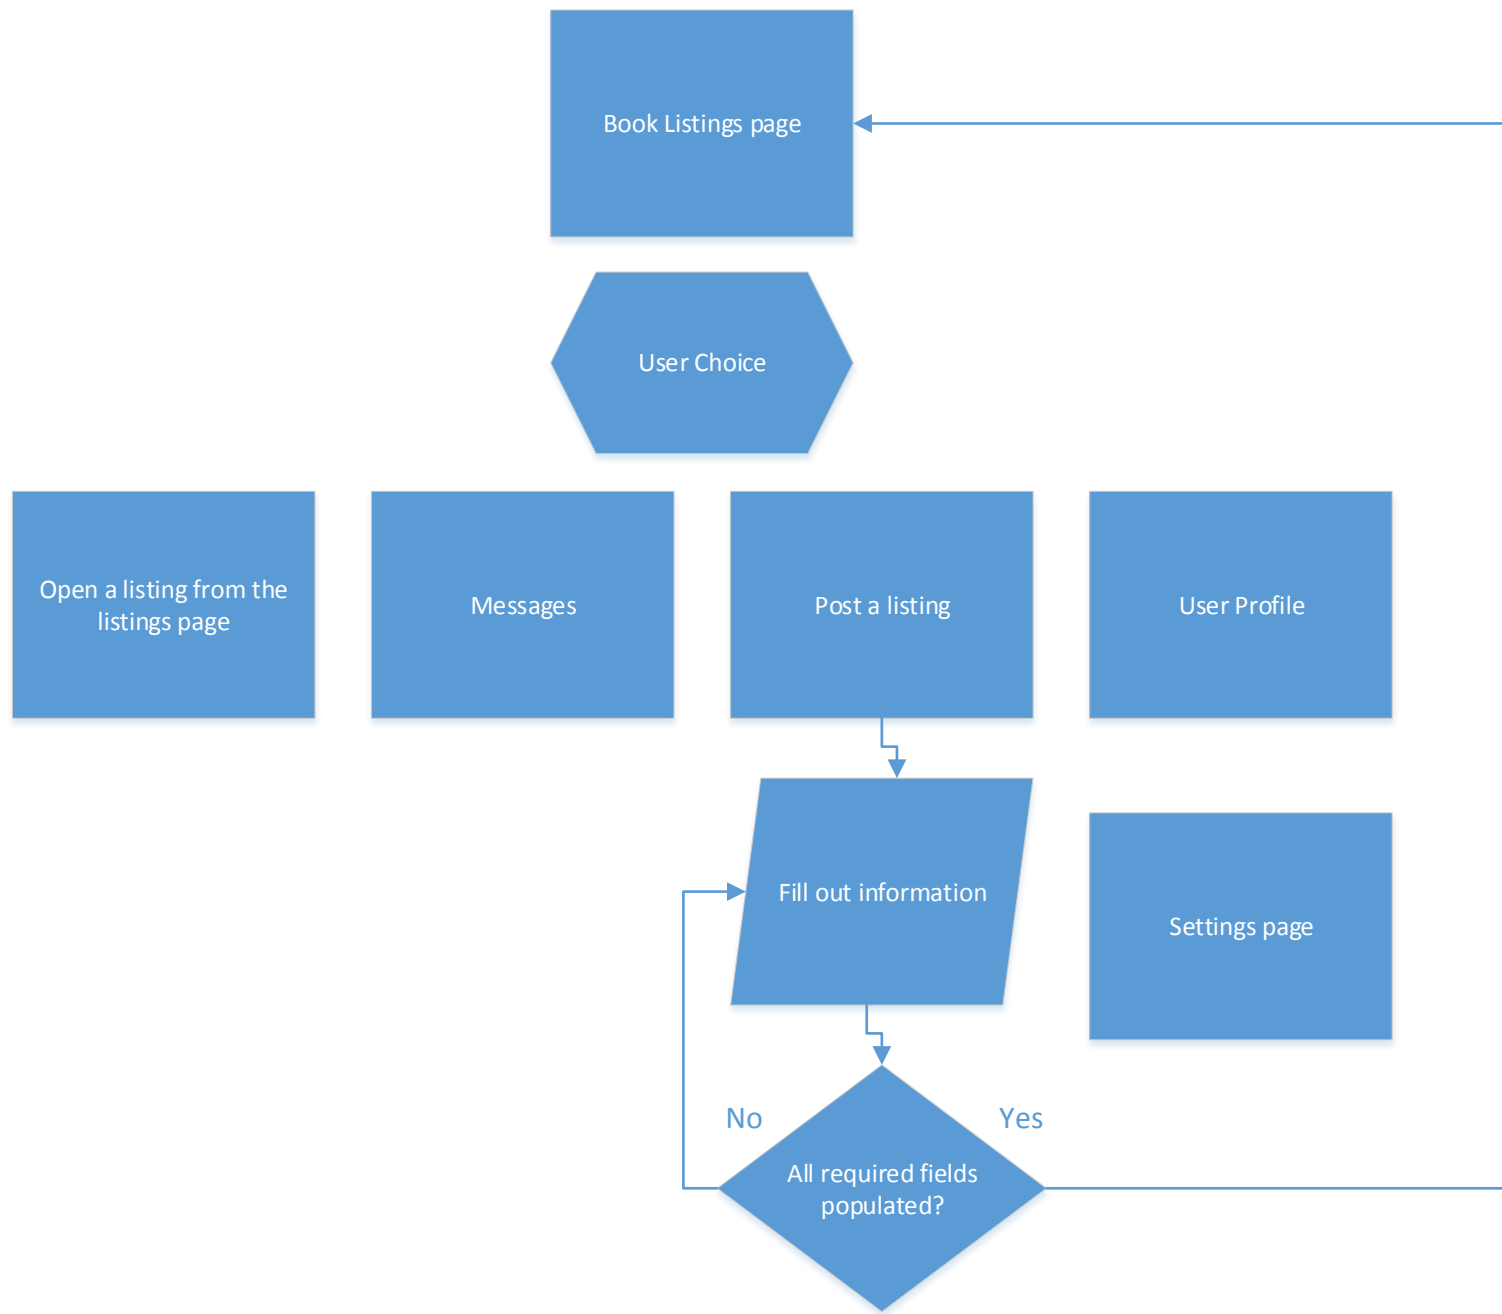 Book Listings page
User Choice
Open a listing from the
listings page
Messages
Post a listing
User Profile
Fill out information
Settings page
No
Yes
All required fields
populated?